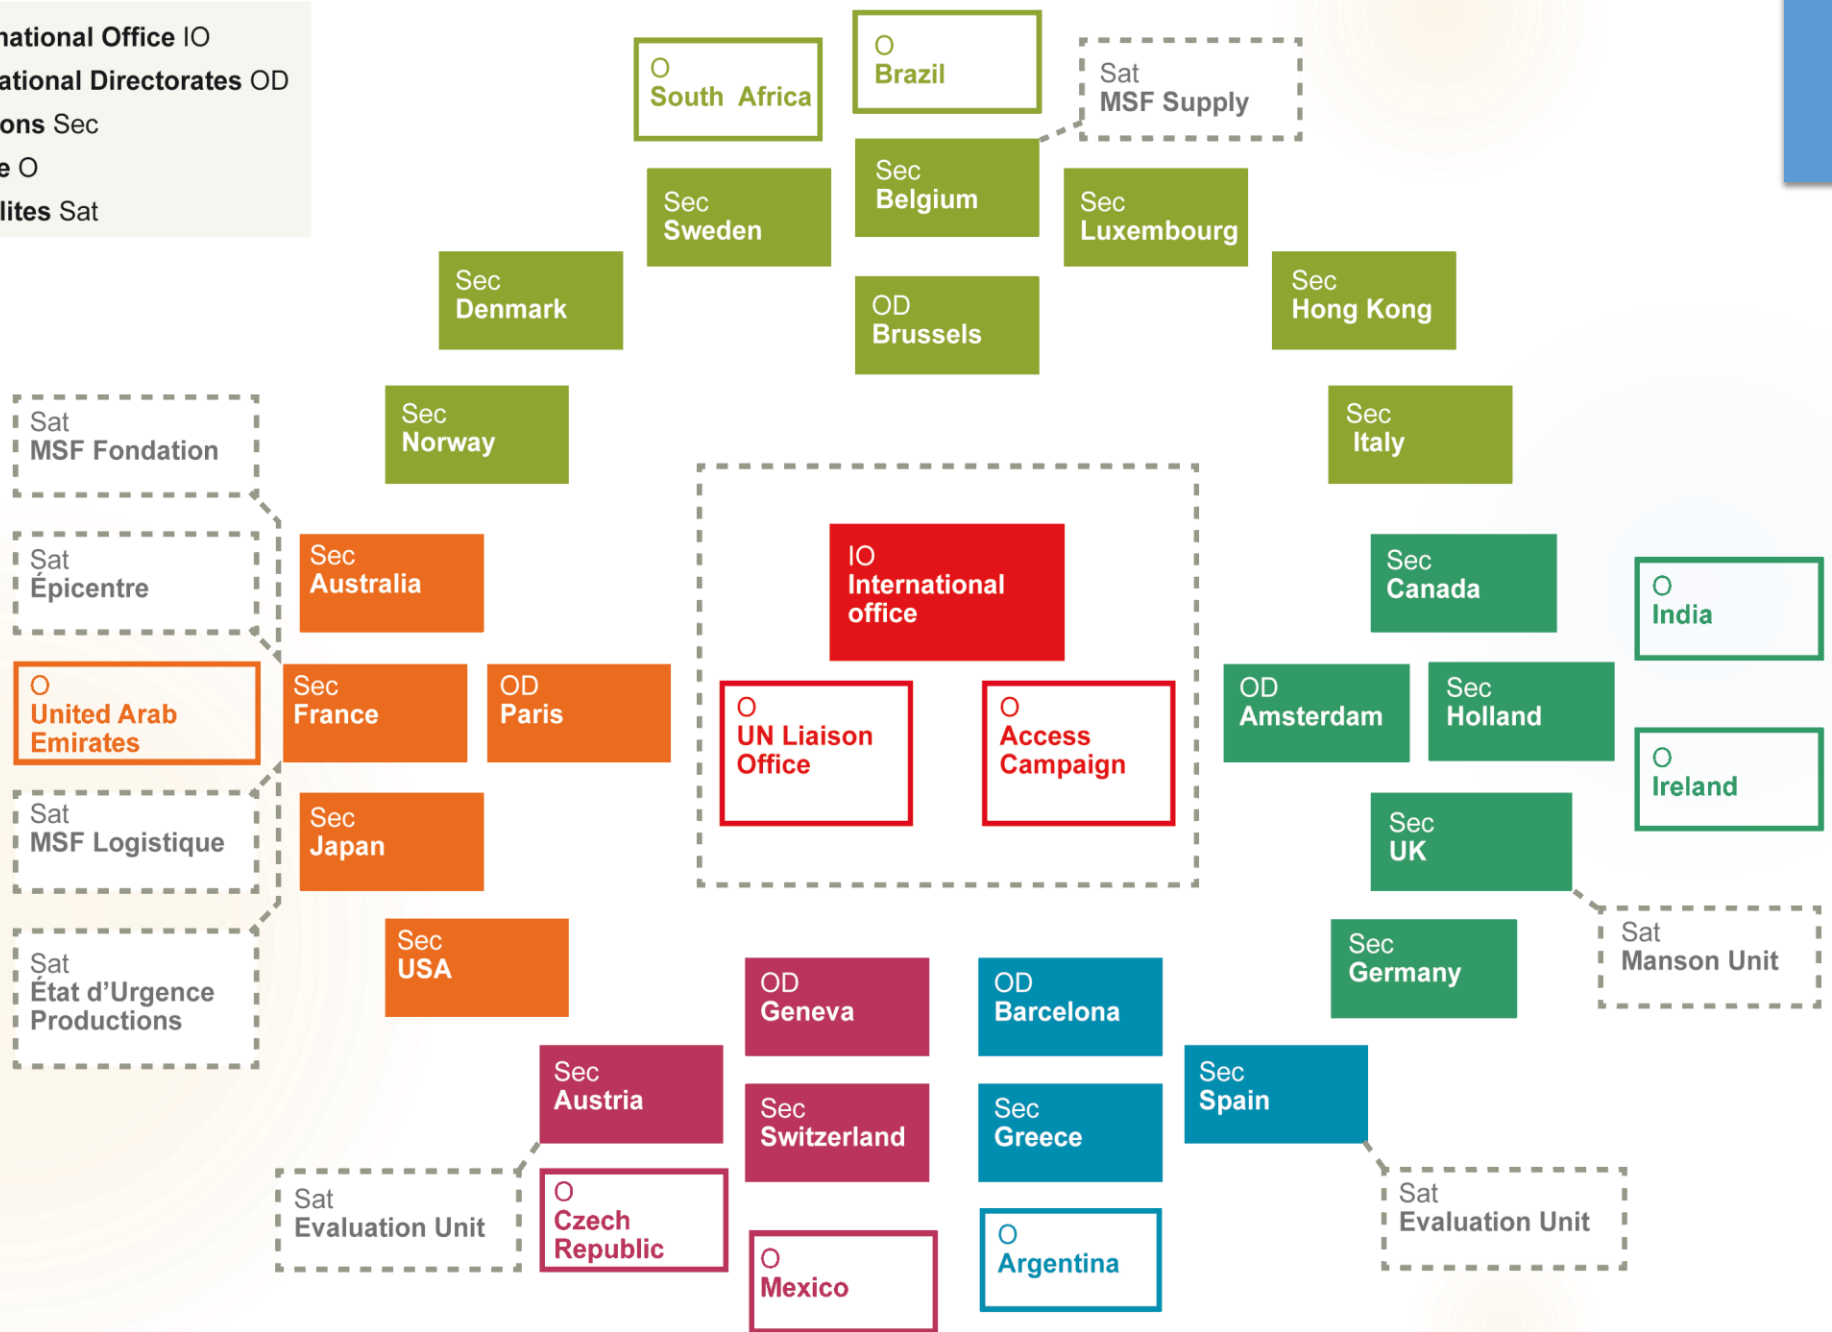 national Office IO
ational Directorates OD
ons Sec
e O
lites Sat
O
South Africa
O
Brazil
Sat
MSF Supply
Sec
Sweden
Sec
Belgium
Sec
Luxembourg
Sec
Denmark
OD
Brussels
Sec
Hong Kong
Sat
MSF Fondation
Sec
Norway
Sec
Italy
Sat
Épicentre
Sec
Australia
IO
International
office
Sec
Canada
O
India
O
United Arab
Emirates
Sec
France
OD
Paris
O
UN Liaison
Office
O
Access
Campaign
OD
Amsterdam
Sec
Holland
O
Ireland
Sat
MSF Logistique
Sec
Japan
Sec
UK
Sat
État d’Urgence
Productions
Sec
USA
Sec
Germany
Sat
Manson Unit
OD
Geneva
OD
Barcelona
Sec
Austria
Sec
Switzerland
Sec
Greece
Sec
Spain
Sat
Evaluation Unit
O
Czech
Republic
O
Mexico
O
Argentina
Sat
Evaluation Unit